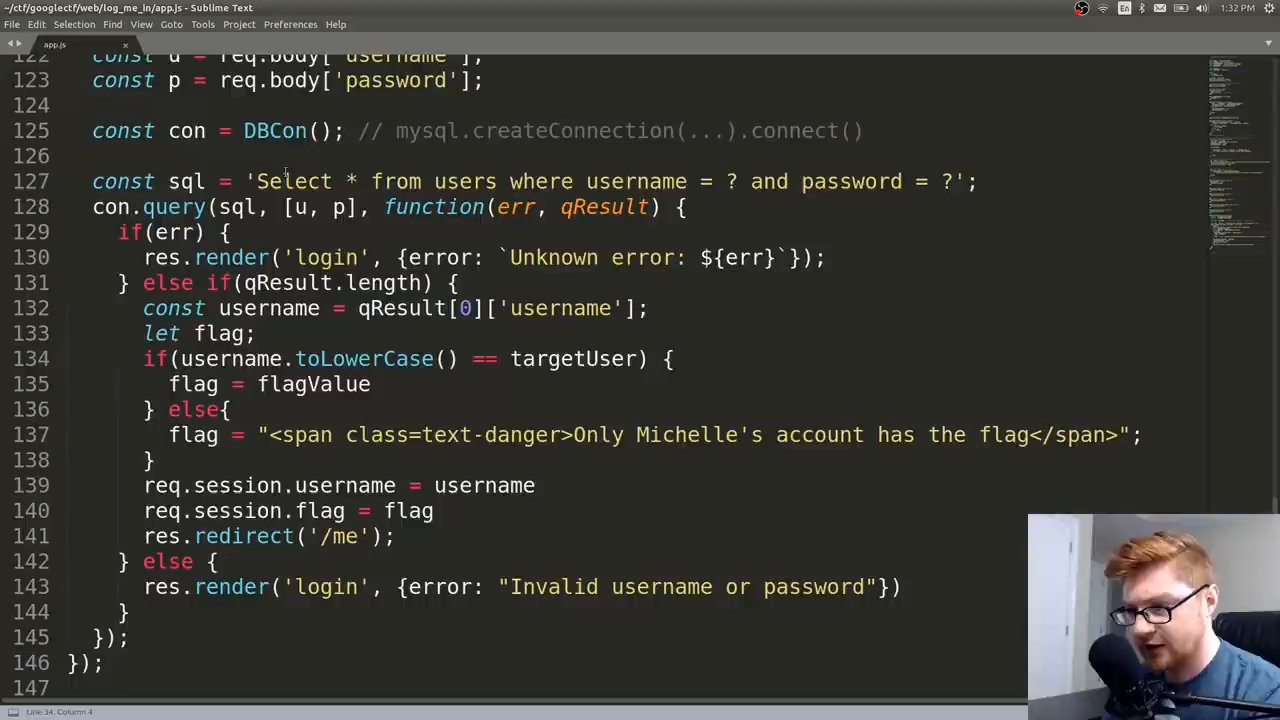 ~/ctf/googlectf/web/log_me_in/app.js - Sublime Text
1:32 PM
En
File Edit Selection Find View Goto Tools Project Preferences Help
app.js ×
122 const u = req.body['username'];
123 const p = req.body['password'];
124
125 const con = DBCon(); // mysql.createConnection(...).connect()
126
127 const sql = 'Select * from users where username = ? and password = ?';
128 con.query(sql, [u, p], function(err, qResult) {
129 if(err) {
130 res.render('login', {error: `Unknown error: ${err}`});
131 } else if(qResult.length) {
132 const username = qResult[0]['username'];
133 let flag;
134 if(username.toLowerCase() == targetUser) {
135 flag = flagValue
136 } else{
137 flag = "<span class=text-danger>Only Michelle's account has the flag</span>";
138 }
139 req.session.username = username
140 req.session.flag = flag
141 res.redirect('/me');
142 } else {
143 res.render('login', {error: "Invalid username or password"})
144 }
145 });
146 });
147
Line 34, Column 4